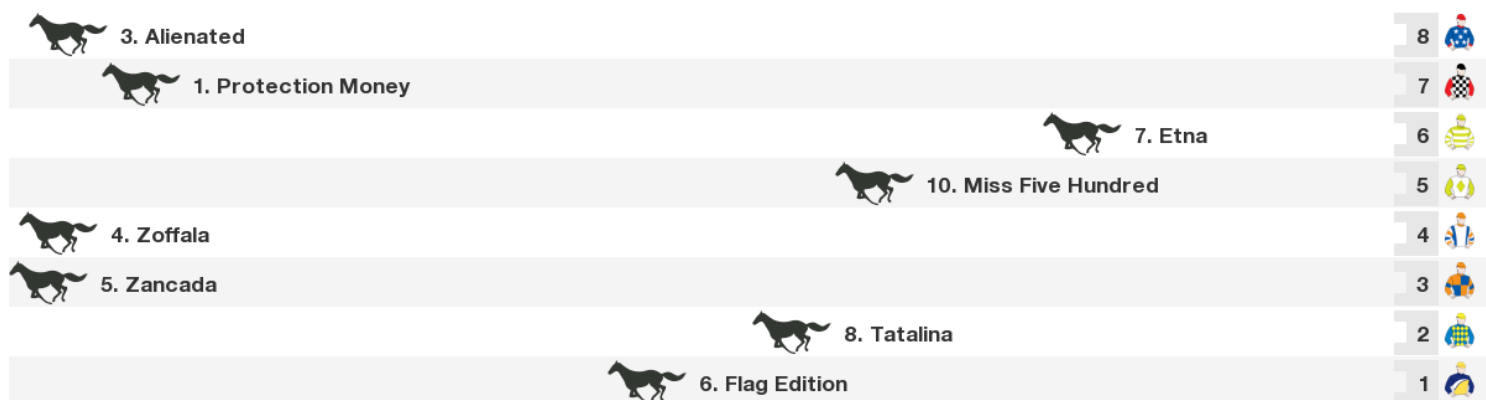 3. Alienated 8
1. Protection Money 7
7. Etna 6
10. Miss Five Hundred 5
4. Zoffala 4
5. Zancada 3
8. Tatalina 2
6. Flag Edition 1